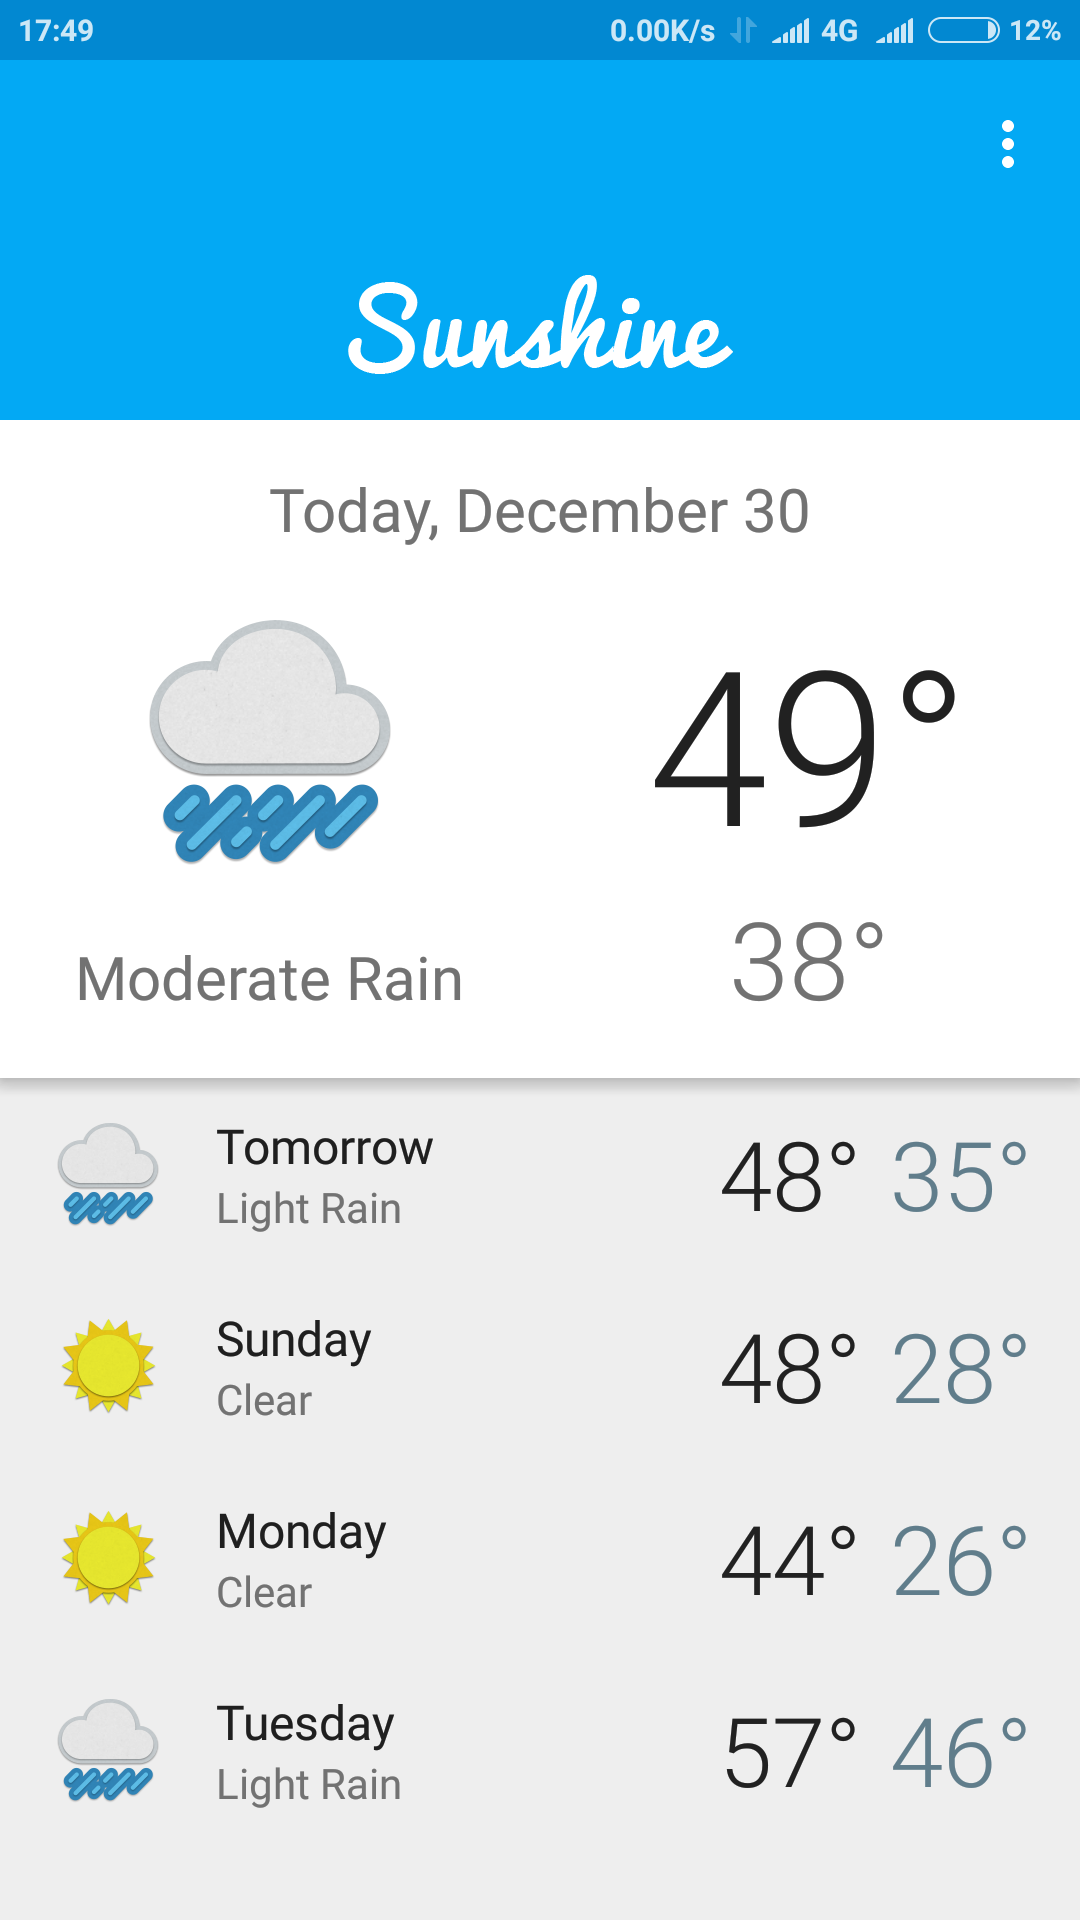 17:49 0.00K/s 4G 12%
Sunshine
Today, December 30
49°
Moderate Rain 38°
Tomorrow 48° 35°
Light Rain
Sunday 48° 28°
Clear
Monday 44° 26°
Clear
Tuesday 57° 46°
Light Rain